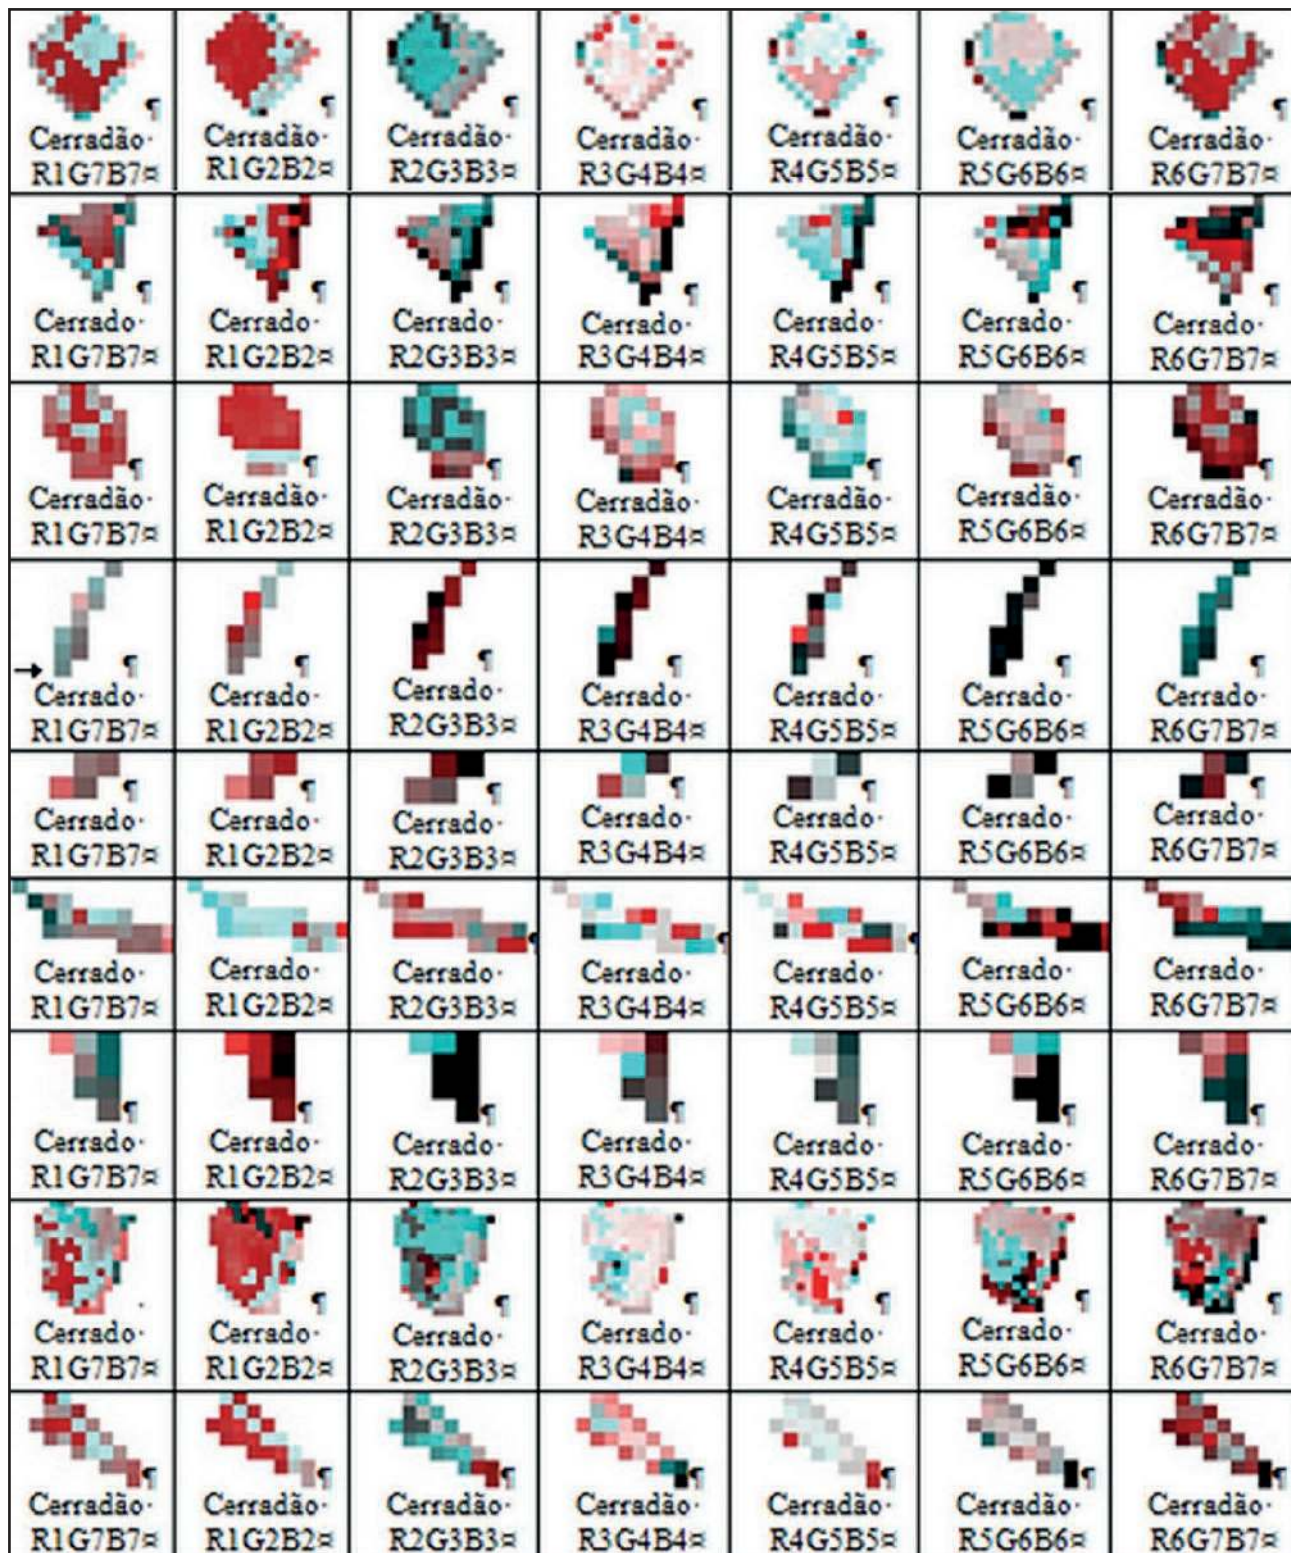 ¶ ¶ ¶ ¶ ¶ ¶ ¶
Cerradão· Cerradão· Cerradão· Cerradão· Cerradão· Cerradão· Cerradão·
R1G7B7¤ R1G2B2¤ R2G3B3¤ R3G4B4¤ R4G5B5¤ R5G6B6¤ R6G7B7¤
¶ ¶ ¶ ¶ ¶ ¶ ¶
Cerrado· Cerrado· Cerrado· Cerrado· Cerrado· Cerrado· Cerrado·
R1G7B7¤ R1G2B2¤ R2G3B3¤ R3G4B4¤ R4G5B5¤ R5G6B6¤ R6G7B7¤
¶ ¶ ¶ ¶ ¶ ¶ ¶
Cerradão· Cerradão· Cerradão· Cerradão· Cerradão· Cerradão· Cerradão·
R1G7B7¤ R1G2B2¤ R2G3B3¤ R3G4B4¤ R4G5B5¤ R5G6B6¤ R6G7B7¤
→ ¶ ¶ ¶ ¶ ¶ ¶ ¶
Cerrado· Cerrado· Cerrado· Cerrado· Cerrado· Cerrado· Cerrado·
R1G7B7¤ R1G2B2¤ R2G3B3¤ R3G4B4¤ R4G5B5¤ R5G6B6¤ R6G7B7¤
¶ ¶ ¶ ¶ ¶ ¶ ¶
Cerrado· Cerrado· Cerrado· Cerrado· Cerrado· Cerrado· Cerrado·
R1G7B7¤ R1G2B2¤ R2G3B3¤ R3G4B4¤ R4G5B5¤ R5G6B6¤ R6G7B7¤
¶ ¶ ¶
Cerrado· Cerrado· Cerrado· Cerrado· Cerrado· Cerrado· Cerrado·
R1G7B7¤ R1G2B2¤ R2G3B3¤ R3G4B4¤ R4G5B5¤ R5G6B6¤ R6G7B7¤
¶ ¶ ¶ ¶ ¶ ¶ ¶
Cerrado· Cerrado· Cerrado· Cerrado· Cerrado· Cerrado· Cerrado·
R1G7B7¤ R1G2B2¤ R2G3B3¤ R3G4B4¤ R4G5B5¤ R5G6B6¤ R6G7B7¤
· ¶ ¶ ¶ ¶ ¶ ¶
Cerrado· Cerrado· Cerrado· Cerrado· Cerrado· Cerrado· Cerrado·
R1G7B7¤ R1G2B2¤ R2G3B3¤ R3G4B4¤ R4G5B5¤ R5G6B6¤ R6G7B7¤
¶ ¶ ¶ ¶ ¶ ¶ ¶
Cerradão· Cerradão· Cerradão· Cerradão· Cerradão· Cerradão· Cerradão·
R1G7B7¤ R1G2B2¤ R2G3B3¤ R3G4B4¤ R4G5B5¤ R5G6B6¤ R6G7B7¤